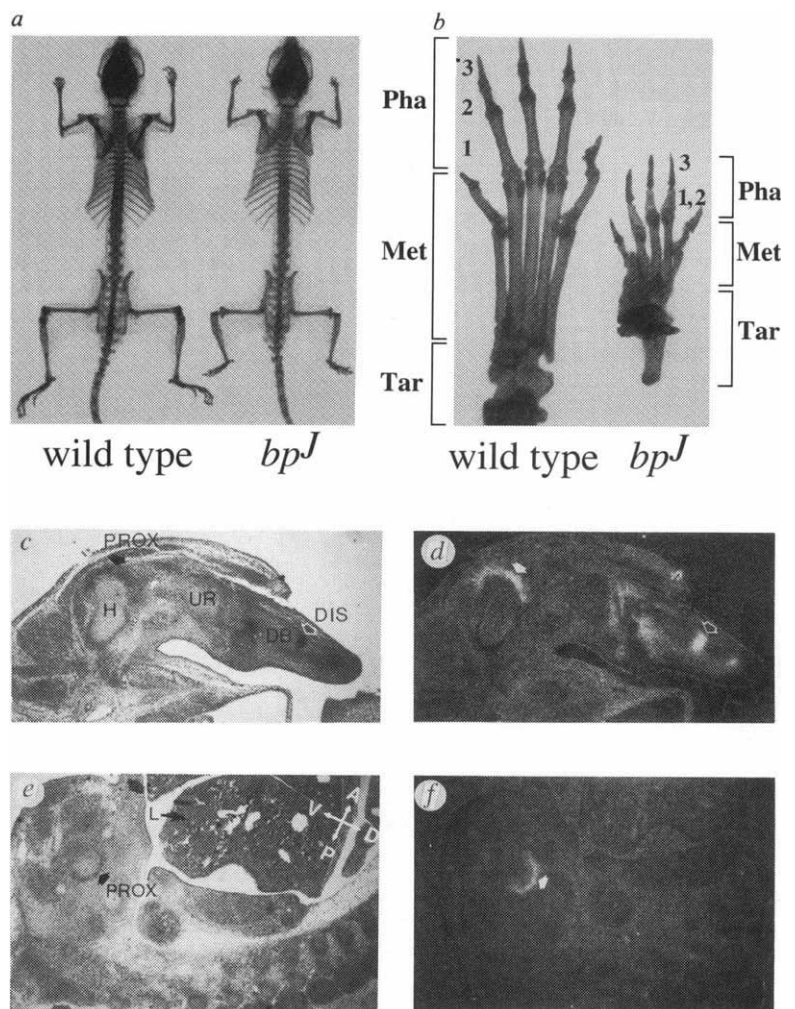 a
b
Pha
3
2
1
Met
Tar
3
1,2
Pha
Met
Tar
wild type
bpJ
wild type
bpJ
c
PROX
H
UR
DB
DIS
d
e
L
PROX
V
A
P
D
f